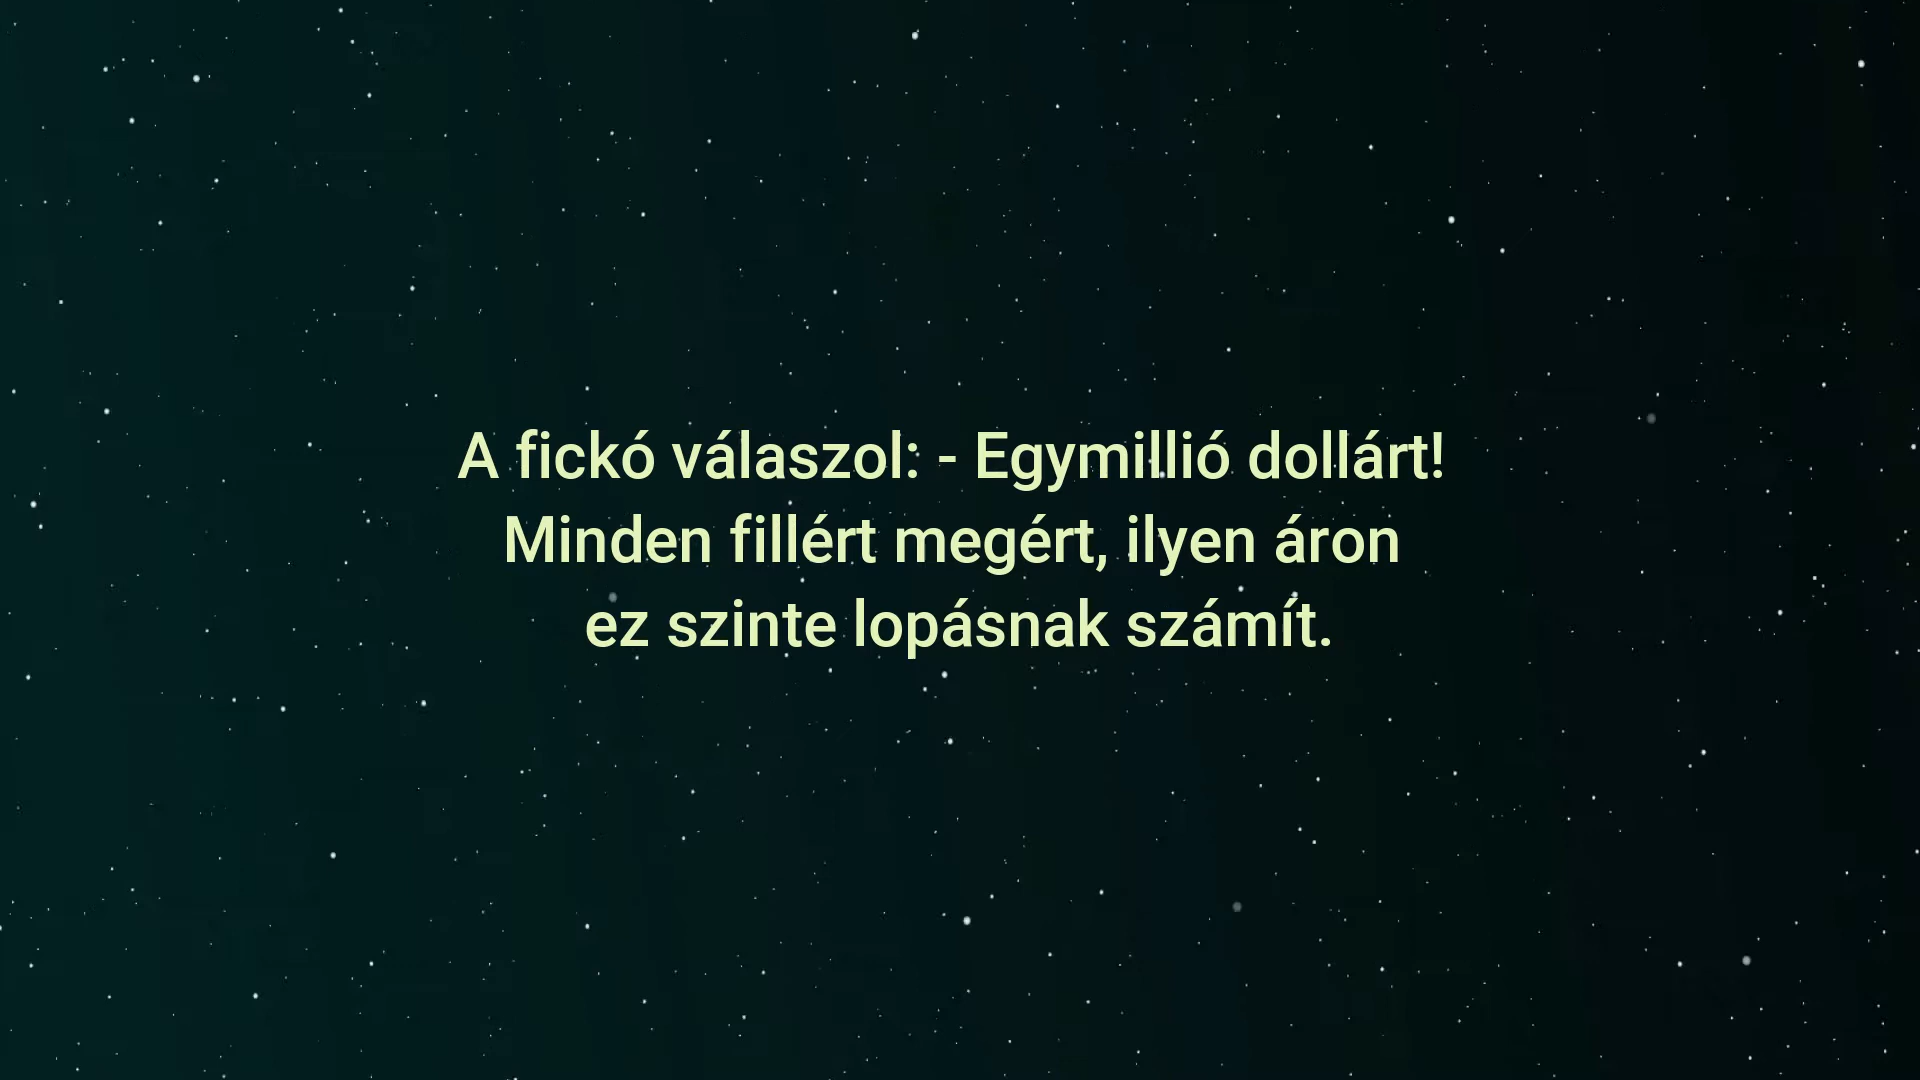 A fickó válaszol: - Egymillió dollárt!
Minden fillért megért, ilyen áron
ez szinte lopásnak számít.